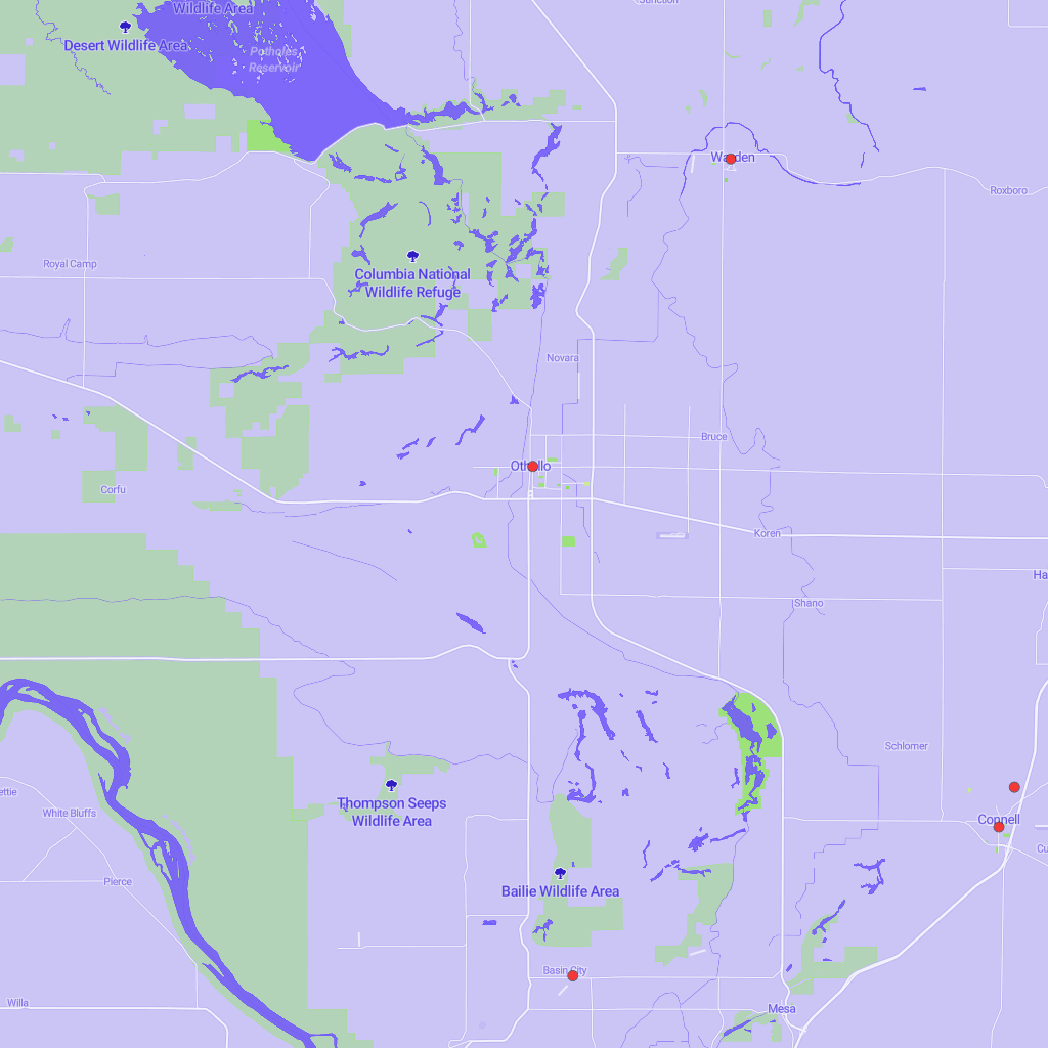 Junction
Wildlife Area
Desert Wildlife Area
Potholes
Reservoir
Warden
Roxboro
Royal Camp
Columbia National
Wildlife Refuge
Novara
Bruce
Othello
Corfu
Koren
Shano
Schlomer
White Bluffs
Thompson Seeps
Wildlife Area
Connell
Pierce
Bailie Wildlife Area
Basin City
Willa
Mesa